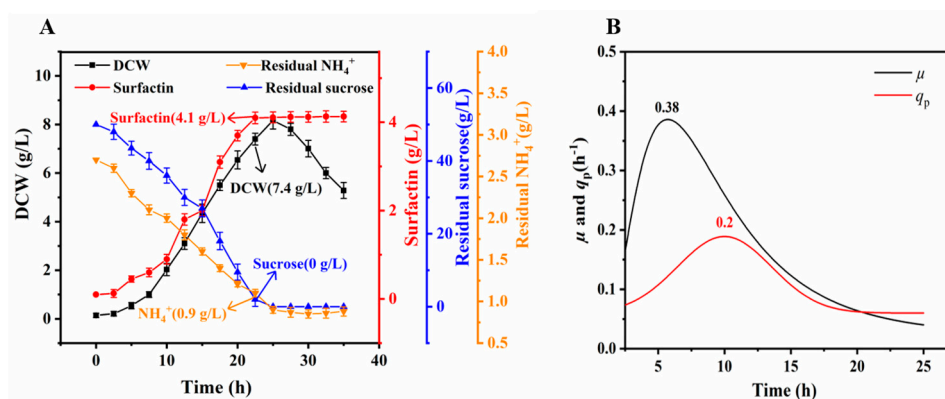 A
DCW
Residual NH₄⁺
Surfactin
Residual sucrose
Surfactin(4.1 g/L)
DCW(7.4 g/L)
Sucrose(0 g/L)
NH₄⁺(0.9 g/L)
10
8
6
4
2
0
DCW (g/L)
0
10
20
30
40
Time (h)
4
2
0
Surfactin (g/L)
60
40
20
0
Residual sucrose(g/L)
4.0
3.5
3.0
2.5
2.0
1.5
1.0
0.5
Residual NH₄⁺(g/L)
B
μ
qₚ
0.38
0.2
0.5
0.4
0.3
0.2
0.1
0.0
μ and qₚ(h⁻¹)
5
10
15
20
25
Time (h)